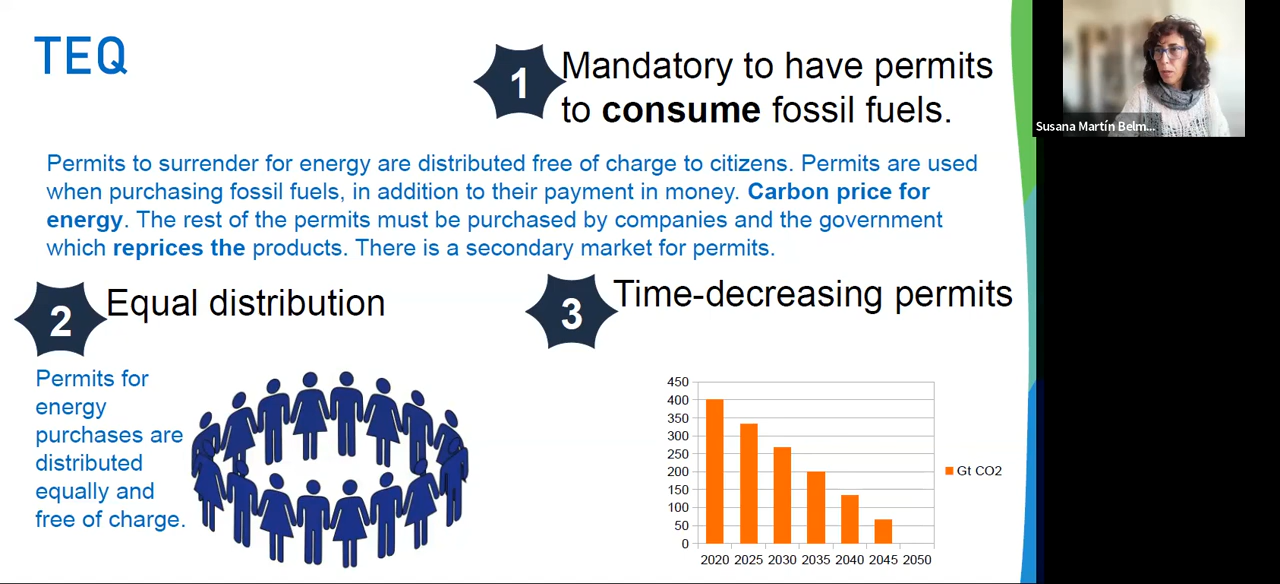 TEQ
1
Mandatory to have permits
to consume fossil fuels.
Permits to surrender for energy are distributed free of charge to citizens. Permits are used
when purchasing fossil fuels, in addition to their payment in money. Carbon price for
energy. The rest of the permits must be purchased by companies and the government
which reprices the products. There is a secondary market for permits.
2
Equal distribution
Permits for
energy
purchases are
distributed
equally and
free of charge.
3
Time-decreasing permits
450
400
350
300
250
200
150
100
50
0
2020 2025 2030 2035 2040 2045 2050
Gt CO2
Susana Martín Belm...